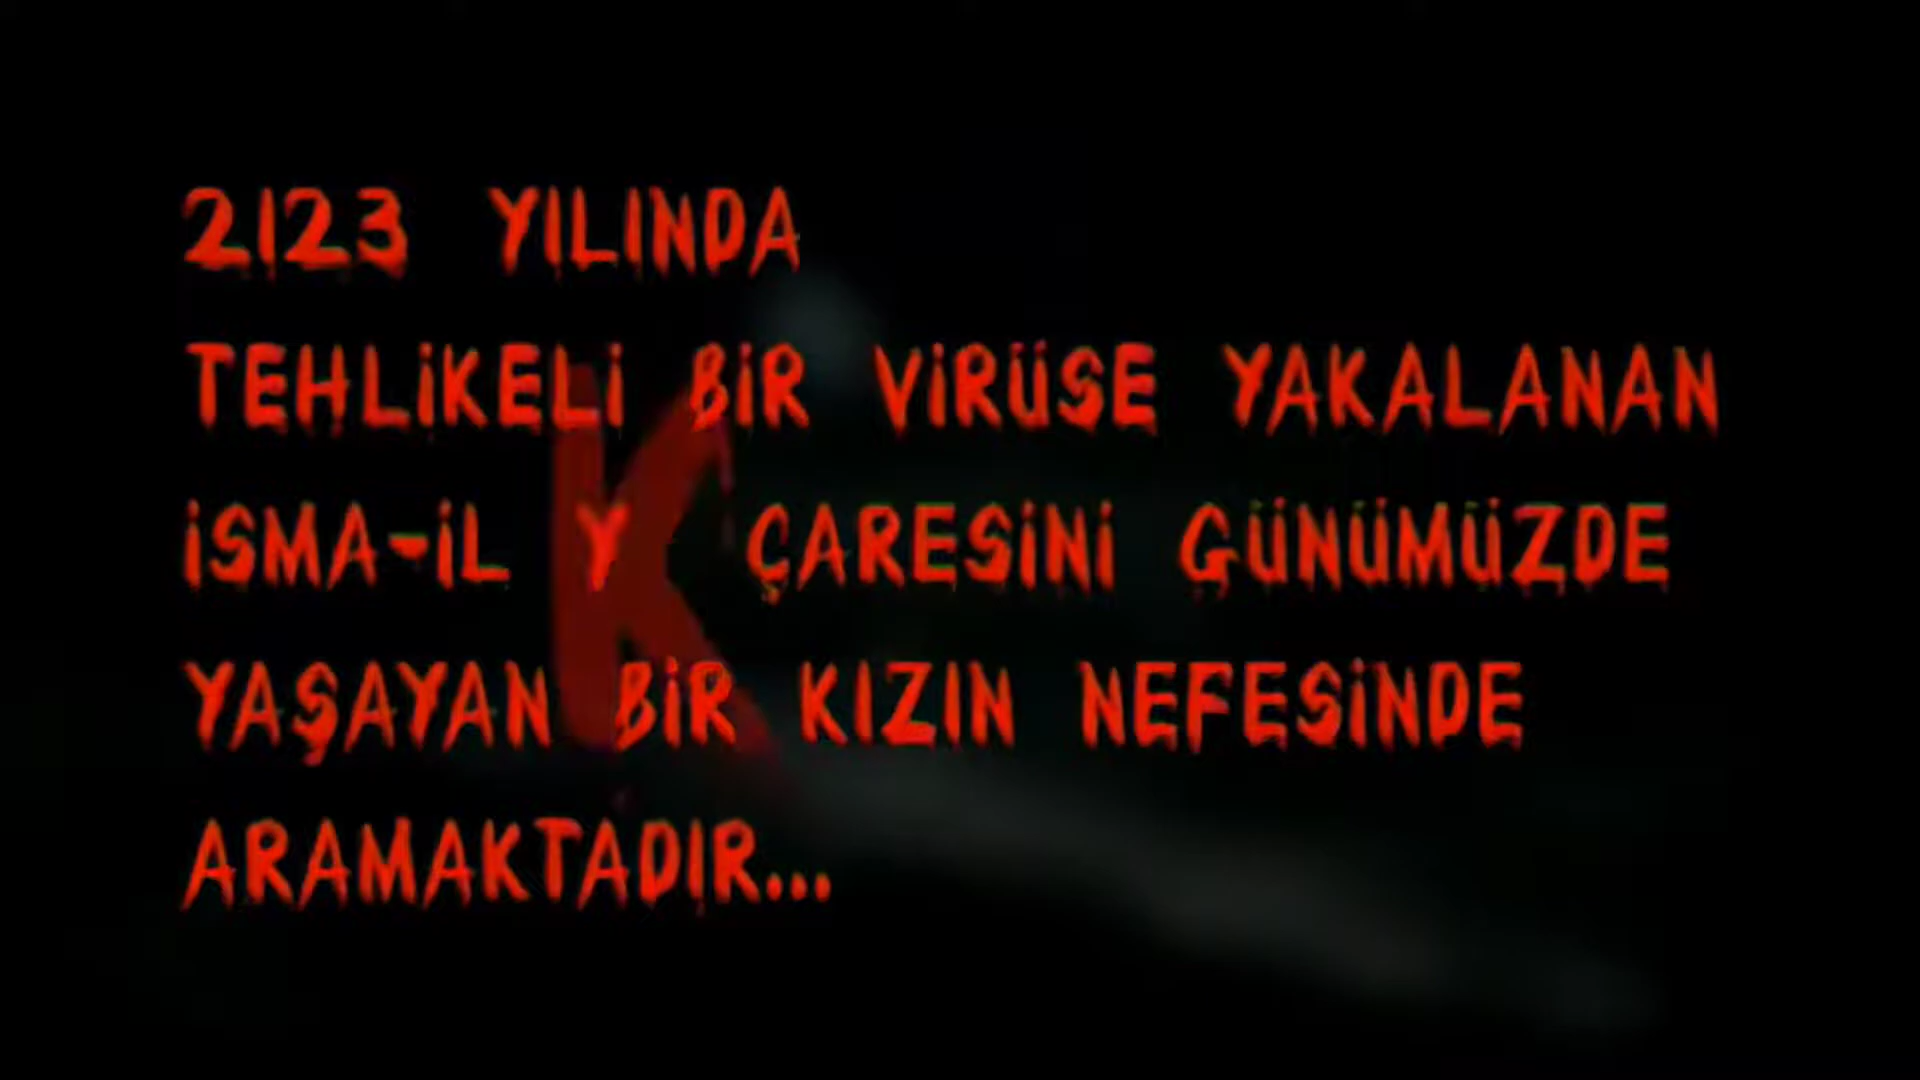 2123 YILINDA
TEHLİKELİ BİR VİRÜSE YAKALANAN
İSMA-İL Y ÇARESİNİ GÜNÜMÜZDE
YAŞAYAN BİR KIZIN NEFESİNDE
ARAMAKTADIR...
K